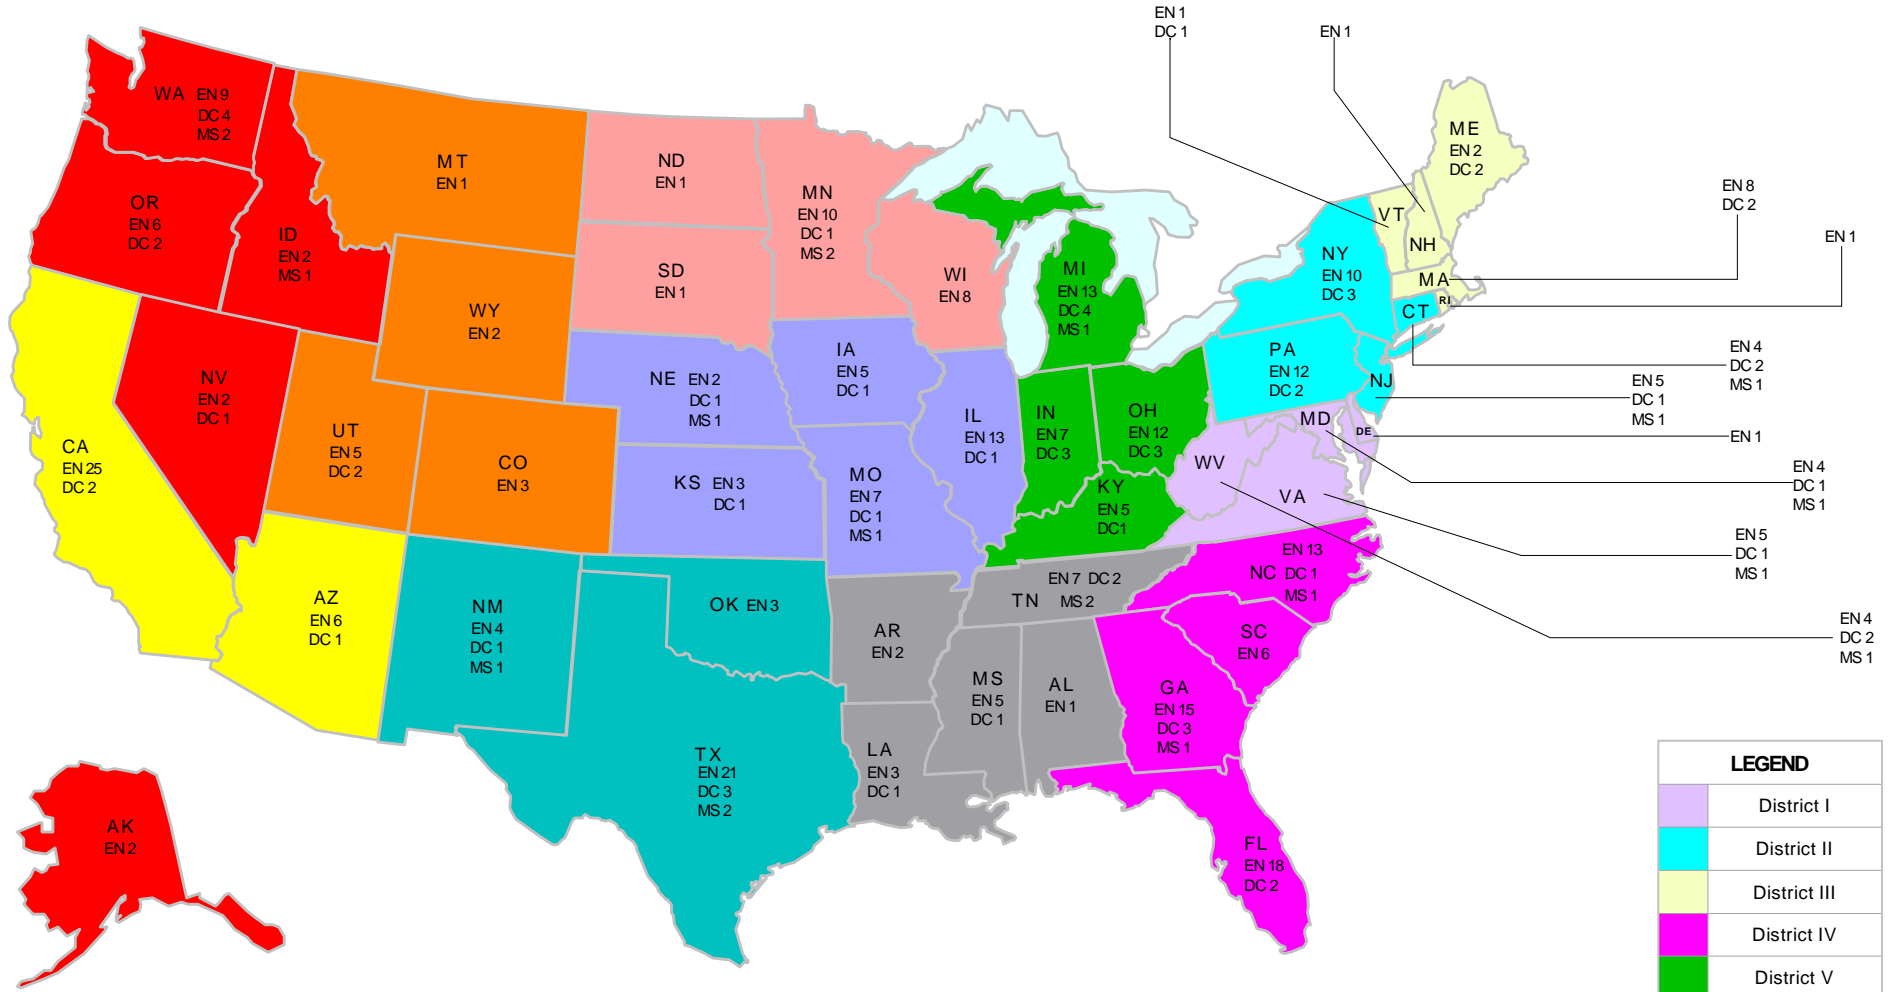 EN 1
DC 1
EN 1
WA EN 9
DC 4
MS 2
MT
EN 1
ND
EN 1
MN
EN 10
DC 1
MS 2
ME
EN 2
DC 2
EN 8
DC 2
OR
EN 6
DC 2
ID
EN 2
MS 1
VT
NH
EN 1
SD
EN 1
WI
EN 8
MI
EN 13
DC 4
MS 1
NY
EN 10
DC 3
MA
RI
CT
WY
EN 2
NV
EN 2
DC 1
NE EN 2
DC 1
MS 1
IA
EN 5
DC 1
PA
EN 12
DC 2
NJ
EN 4
DC 2
MS 1
EN 5
DC 1
MS 1
CA
EN 25
DC 2
UT
EN 5
DC 2
CO
EN 3
KS EN 3
DC 1
MO
EN 7
DC 1
MS 1
IL
EN 13
DC 1
IN
EN 7
DC 3
OH
EN 12
DC 3
MD
DE
EN 1
WV
VA
EN 4
DC 1
MS 1
KY
EN 5
DC1
EN 5
DC 1
MS 1
AZ
EN 6
DC 1
NM
EN 4
DC 1
MS 1
OK EN 3
AR
EN 2
EN 7 DC 2
TN MS 2
EN 13
NC DC 1
MS 1
SC
EN 6
EN 4
DC 2
MS 1
TX
EN 21
DC 3
MS 2
LA
EN 3
DC 1
MS
EN 5
DC 1
AL
EN 1
GA
EN 15
DC 3
MS 1
AK
EN 2
FL
EN 18
DC 2
LEGEND
District I
District II
District III
District IV
District V